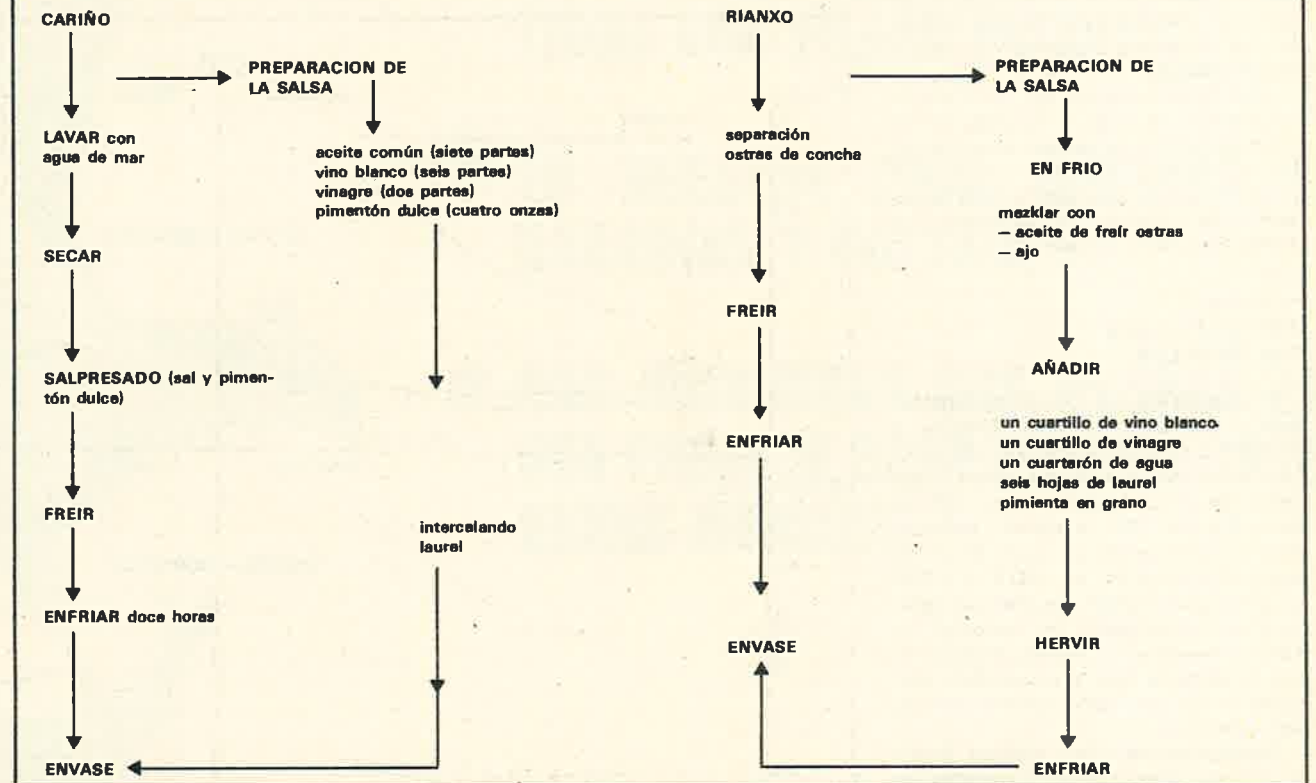 CARIÑO
PREPARACION DE
LA SALSA
LAVAR con
agua de mar
aceite común (siete partes)
vino blanco (seis partes)
vinagre (dos partes)
pimentón dulce (cuatro onzas)
SECAR
SALPRESADO (sal y pimen-
tón dulce)
FREIR
intercalando
laurel
ENFRIAR doce horas
ENVASE
RIANXO
PREPARACION DE
LA SALSA
separación
ostras de concha
EN FRIO
mezklar con
— aceite de freír ostras
— ajo
FREIR
AÑADIR
un cuartillo de vino blanco
un cuartillo de vinagre
un cuarterón de agua
seis hojas de laurel
pimienta en grano
ENFRIAR
HERVIR
ENVASE
ENFRIAR